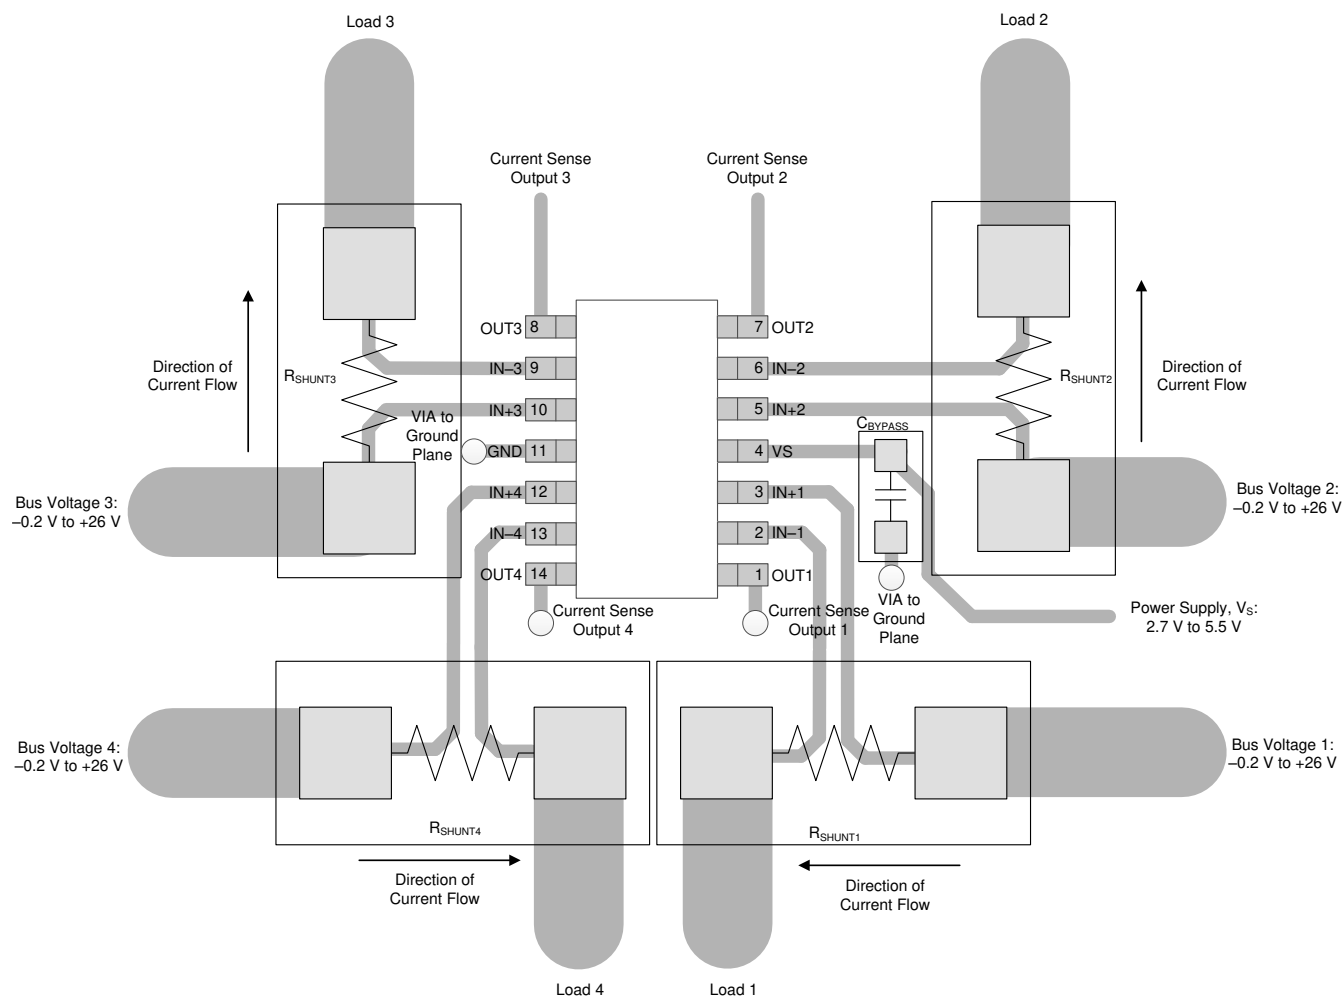 Load 3
Load 2
Current Sense
Output 3
Current Sense
Output 2
OUT3 8
7 OUT2
IN–3 9
6 IN–2
Direction of
Current Flow
RSHUNT3
RSHUNT2
Direction of
Current Flow
IN+3 10
5 IN+2
VIA to
Ground
Plane
CBYPASS
GND 11
4 VS
IN+4 12
3 IN+1
Bus Voltage 3:
–0.2 V to +26 V
Bus Voltage 2:
–0.2 V to +26 V
IN–4 13
2 IN–1
OUT4 14
1 OUT1
Current Sense
Output 4
Current Sense
Output 1
VIA to
Ground
Plane
Power Supply, VS:
2.7 V to 5.5 V
Bus Voltage 4:
–0.2 V to +26 V
Bus Voltage 1:
–0.2 V to +26 V
RSHUNT4
RSHUNT1
Direction of
Current Flow
Direction of
Current Flow
Load 4
Load 1